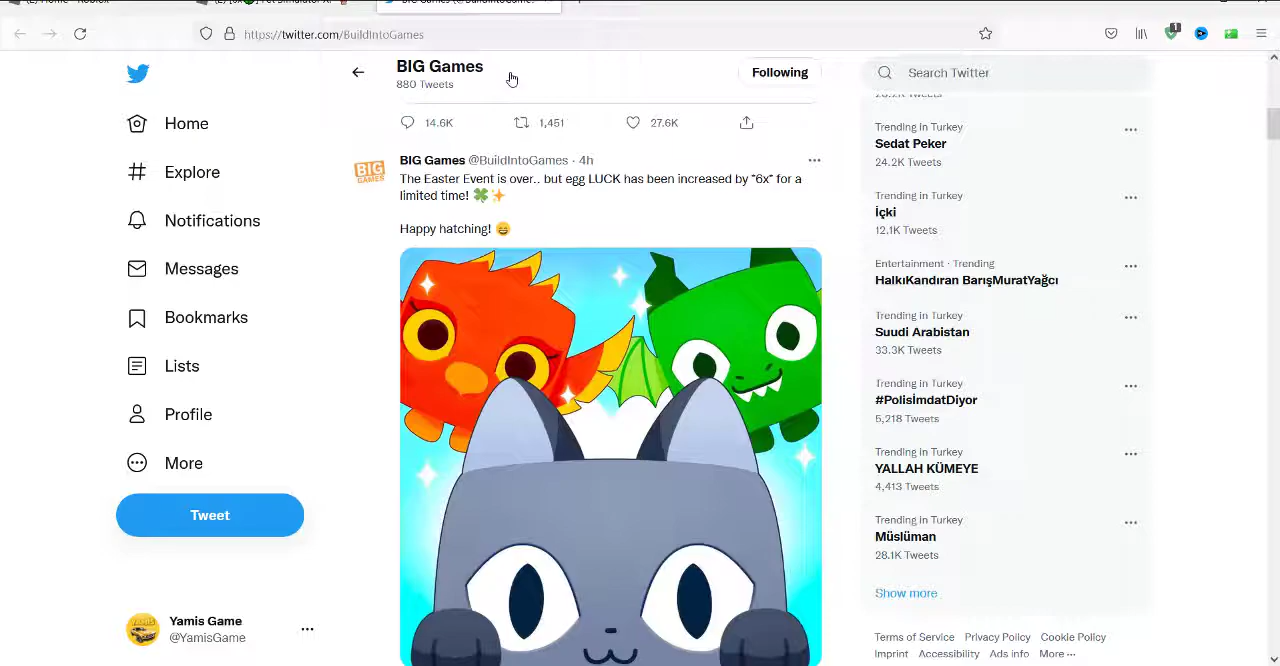 https://twitter.com/BuildIntoGames
1
BIG Games
880 Tweets
Following
Search Twitter
Home
Explore
Notifications
Messages
Bookmarks
Lists
Profile
More
Tweet
Yamis Game
@YamisGame
14.6K
1,451
27.6K
BIG GAMES
BIG Games @BuildIntoGames · 4h
The Easter Event is over.. but egg LUCK has been increased by *6x* for a
limited time! 🍀✨
Happy hatching! 😄
Trending in Turkey
Sedat Peker
24.2K Tweets
Trending in Turkey
İçki
12.1K Tweets
Entertainment · Trending
HalkıKandıran BarışMuratYağcı
Trending in Turkey
Suudi Arabistan
33.3K Tweets
Trending in Turkey
#PolisimdatDiyor
5,218 Tweets
Trending in Turkey
YALLAH KÜMEYE
4,413 Tweets
Trending in Turkey
Müslüman
28.1K Tweets
Show more
Terms of Service Privacy Policy Cookie Policy
Imprint Accessibility Ads info More ···